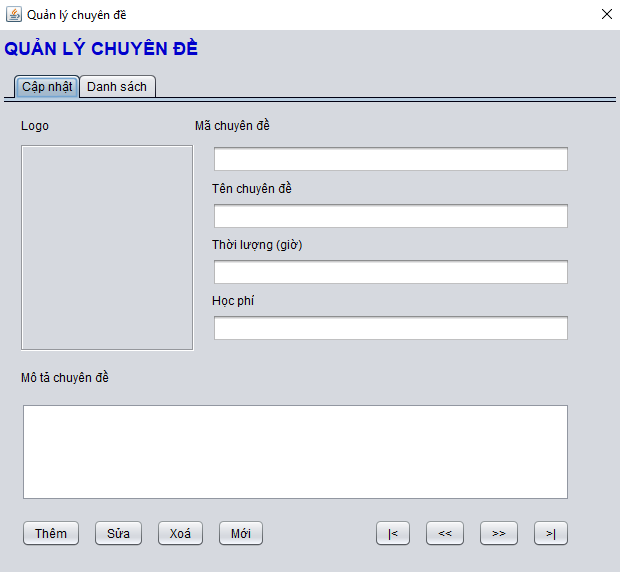 Quản lý chuyên đề
QUẢN LÝ CHUYÊN ĐỀ
Cập nhật Danh sách
Logo Mã chuyên đề
Tên chuyên đề
Thời lượng (giờ)
Học phí
Mô tả chuyên đề
Thêm Sửa Xoá Mới |< << >> >|